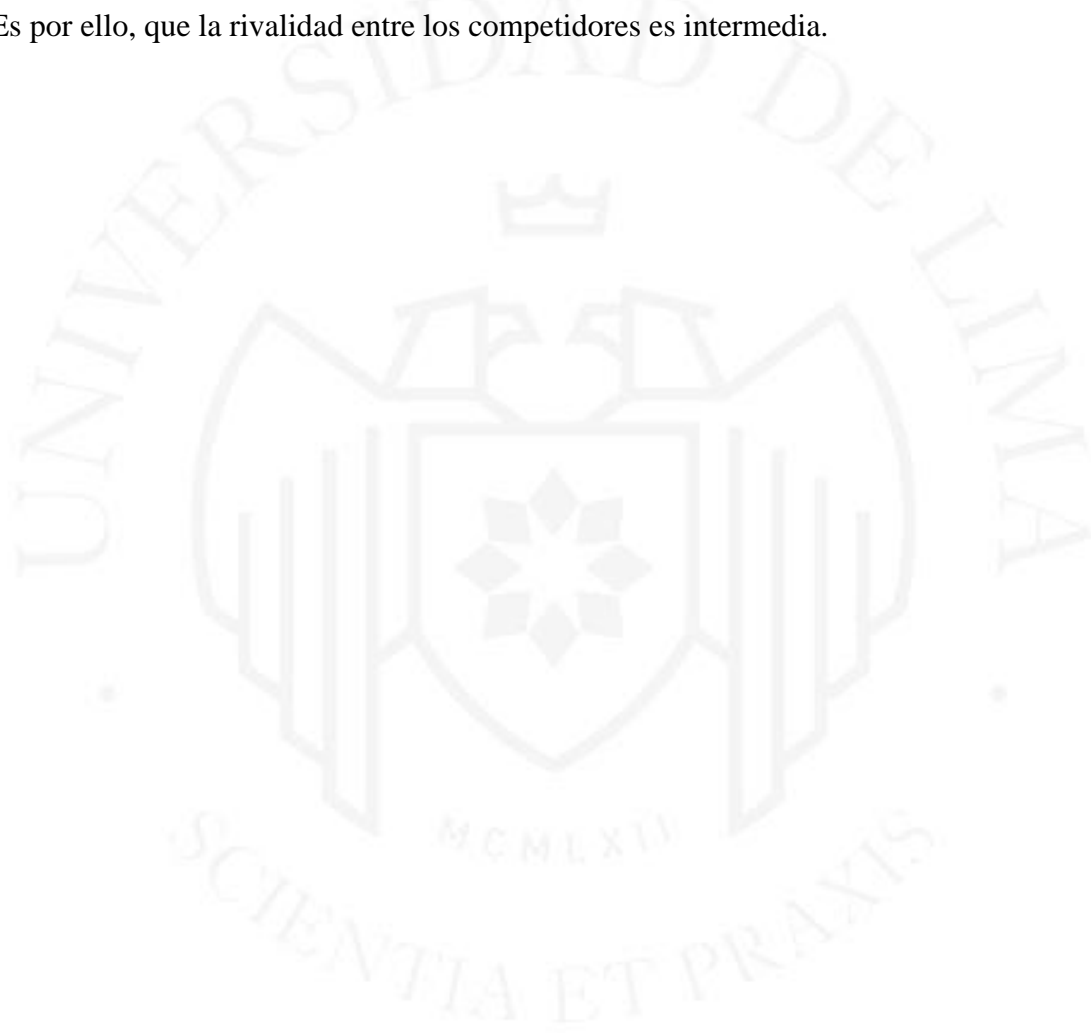 Es por ello, que la rivalidad entre los competidores es intermedia.
UNIVERSIDAD DE LIMA
MCMLXII
SCIENTIA ET PRAXIS